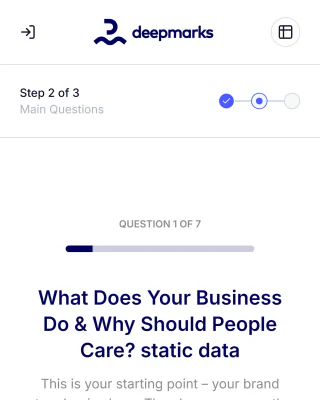 deepmarks
Step 2 of 3
Main Questions
QUESTION 1 OF 7
What Does Your Business
Do & Why Should People
Care? static data
This is your starting point – your brand